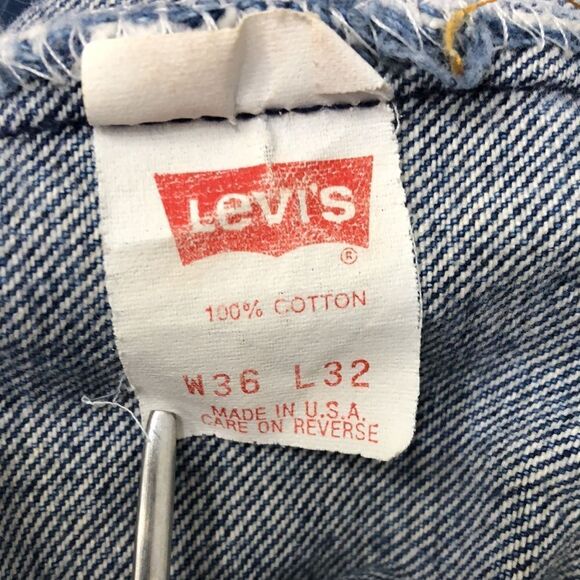 LEVI'S
®
100% COTTON
W36 L32
MADE IN U.S.A.
CARE ON REVERSE